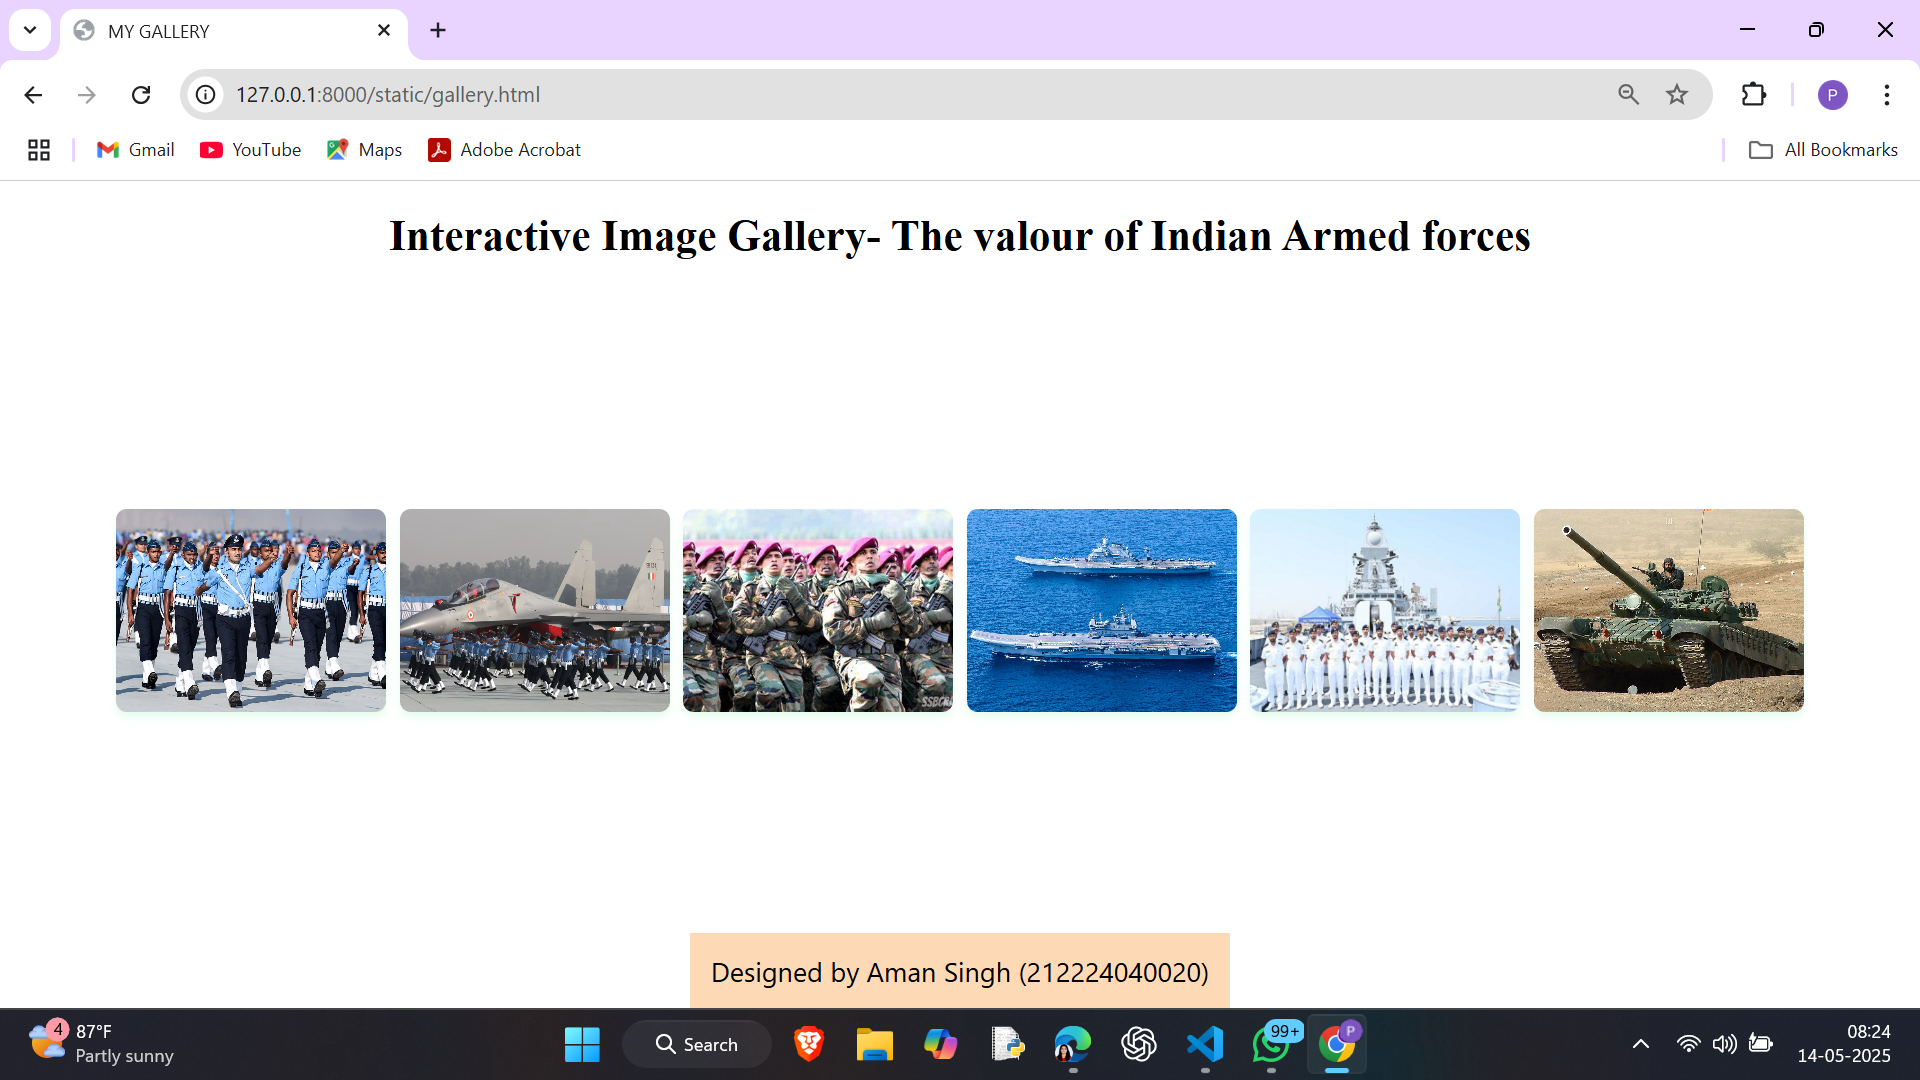 MY GALLERY
127.0.0.1:8000/static/gallery.html
P
Gmail
YouTube
Maps
Adobe Acrobat
All Bookmarks
Interactive Image Gallery- The valour of Indian Armed forces
Designed by Aman Singh (212224040020)
4
87°F
Partly sunny
Search
99+
P
08:24
14-05-2025